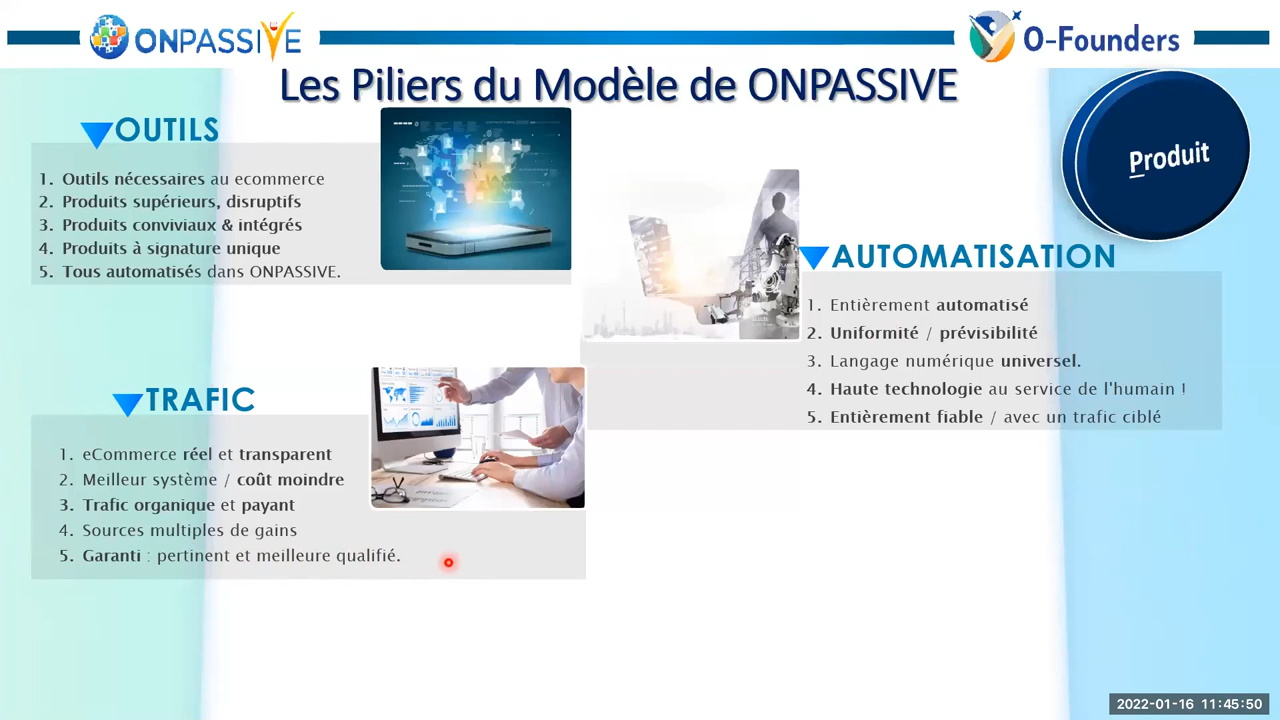 ONPASSIVE
O-Founders
Les Piliers du Modèle de ONPASSIVE
Produit
OUTILS
1. Outils nécessaires au ecommerce
2. Produits supérieurs, disruptifs
3. Produits conviviaux & intégrés
4. Produits à signature unique
5. Tous automatisés dans ONPASSIVE.
AUTOMATISATION
1. Entièrement automatisé
2. Uniformité / prévisibilité
3. Langage numérique universel.
4. Haute technologie au service de l'humain !
5. Entièrement fiable / avec un trafic ciblé
TRAFIC
1. eCommerce réel et transparent
2. Meilleur système / coût moindre
3. Trafic organique et payant
4. Sources multiples de gains
5. Garanti : pertinent et meilleure qualifié.
2022-01-16 11:45:50